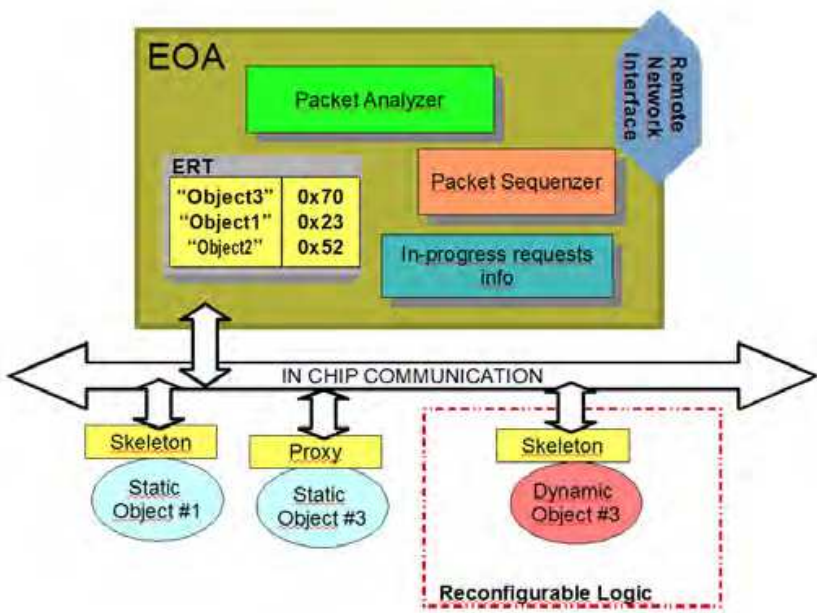 EOA
Remote
Network
Interface
Packet Analyzer
ERT
"Object3" 0x70
"Object1" 0x23
"Object2" 0x52
Packet Sequenzer
In-progress requests
info
IN CHIP COMMUNICATION
Skeleton
Static
Object #1
Proxy
Static
Object #3
Skeleton
Dynamic
Object #3
Reconfigurable Logic